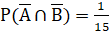 P(A̅ ∩ B̅) = 1/15